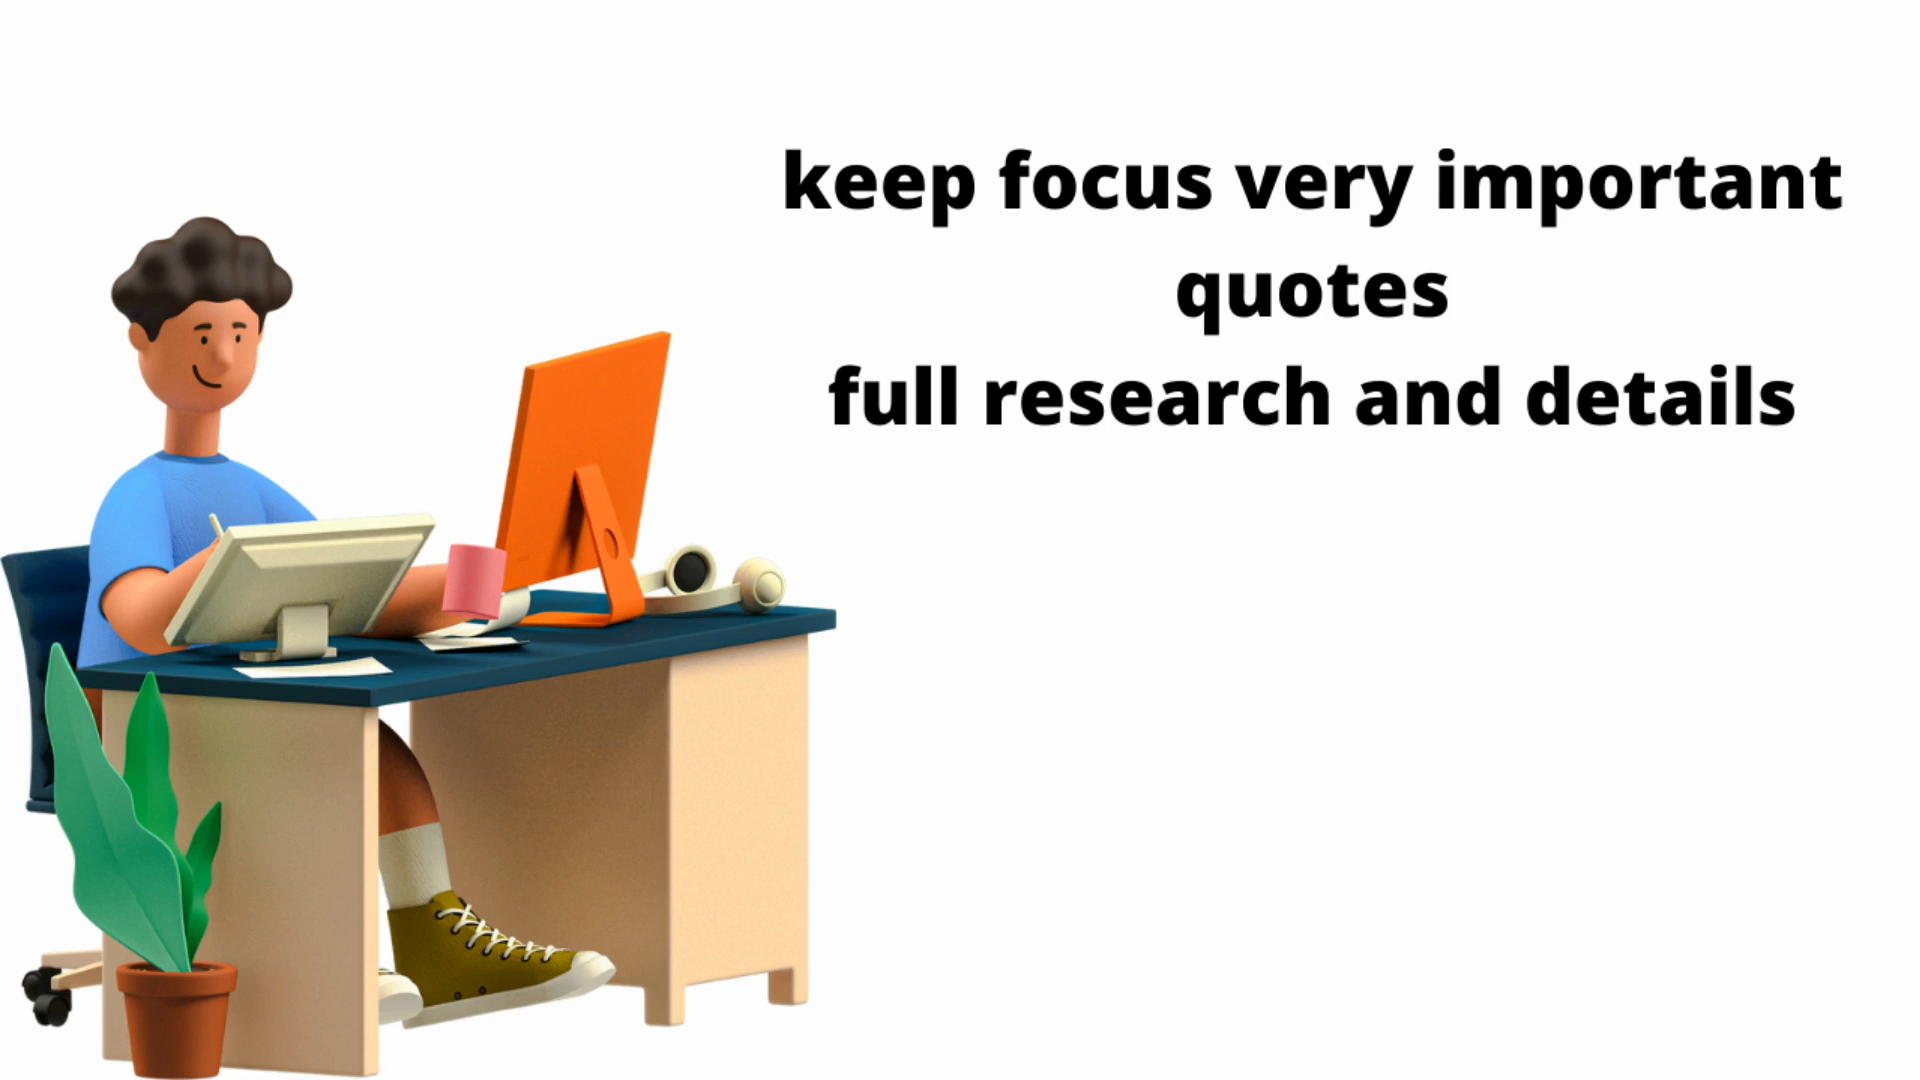 keep focus very important
quotes
full research and details